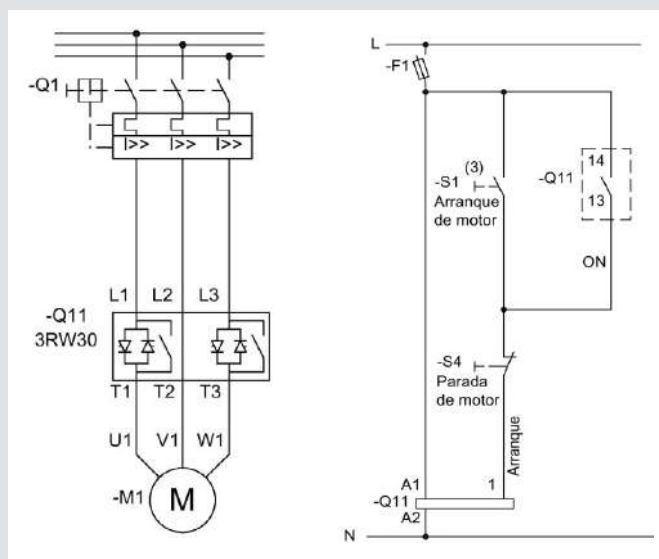 -Q1
I>> I>> I>>
L1 L2 L3
-Q11
3RW30
T1 T2 T3
U1 V1 W1
-M1 M
L
-F1
(3)
-S1
Arranque
de motor
-Q11
14
13
ON
-S4
Parada
de motor
Arranque
A1 1
-Q11
A2
N